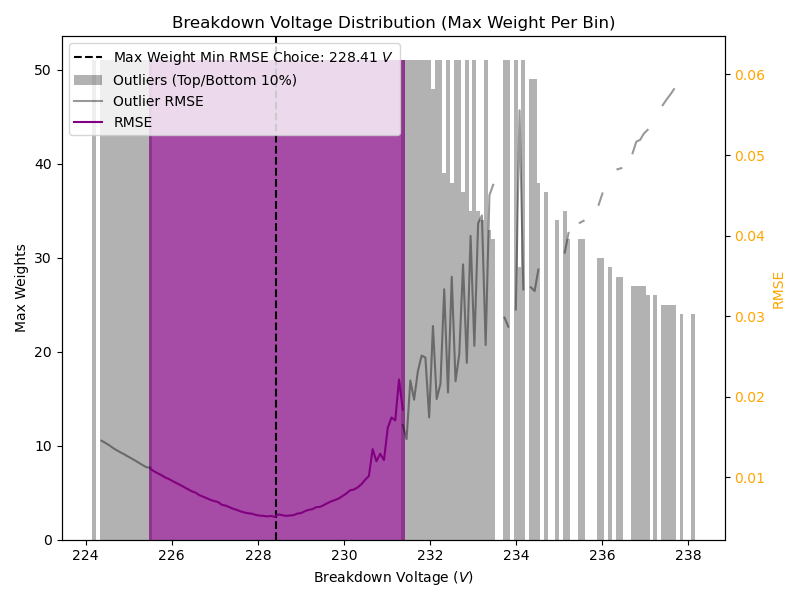 Breakdown Voltage Distribution (Max Weight Per Bin)
Max Weight Min RMSE Choice: 228.41 V
Outliers (Top/Bottom 10%)
Outlier RMSE
RMSE
50
40
30
20
10
0
Max Weights
0.06
0.05
0.04
0.03
0.02
0.01
RMSE
224 226 228 230 232 234 236 238
Breakdown Voltage (V)